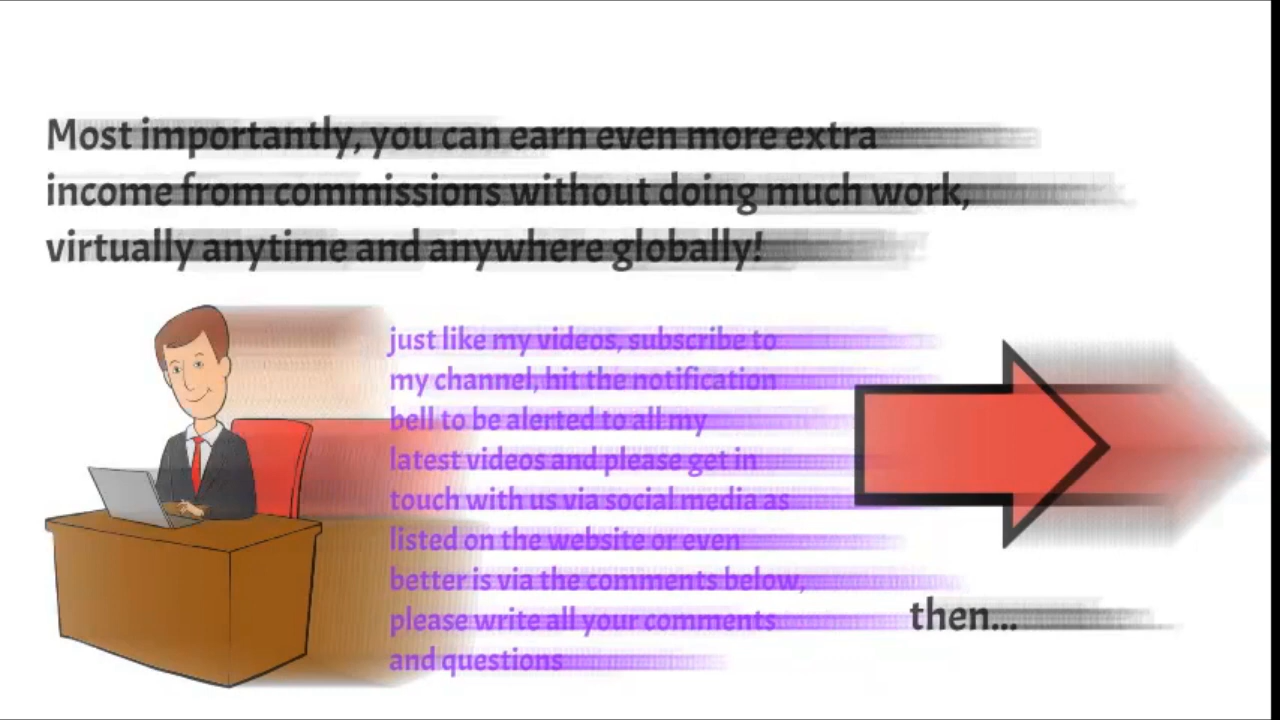 Most importantly, you can earn even more extra
income from commissions without doing much work,
virtually anytime and anywhere globally!
just like my videos, subscribe to
my channel, hit the notification
bell to be alerted to all my
latest videos and please get in
touch with us via social media as
listed on the website or even
better is via the comments below,
please write all your comments
and questions
then...